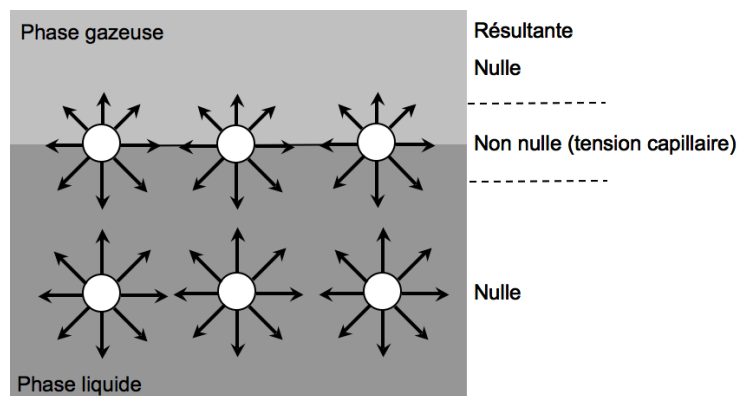 Phase gazeuse
Résultante
Nulle
Non nulle (tension capillaire)
Nulle
Phase liquide